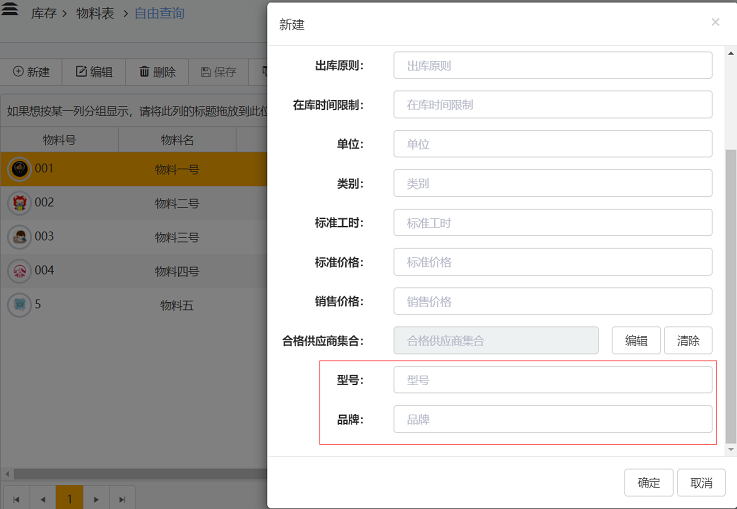 库存 > 物料表 > 自由查询
新建 编辑 删除 保存
如果想按某一列分组显示，请将此列的标题拖放到此位
物料号 物料名
001 物料一号
002 物料二号
003 物料三号
004 物料四号
5 物料五
1
新建 ×
出库原则： 出库原则
在库时间限制： 在库时间限制
单位： 单位
类别： 类别
标准工时： 标准工时
标准价格： 标准价格
销售价格： 销售价格
合格供应商集合： 合格供应商集合 编辑 清除
型号： 型号
品牌： 品牌
确定 取消